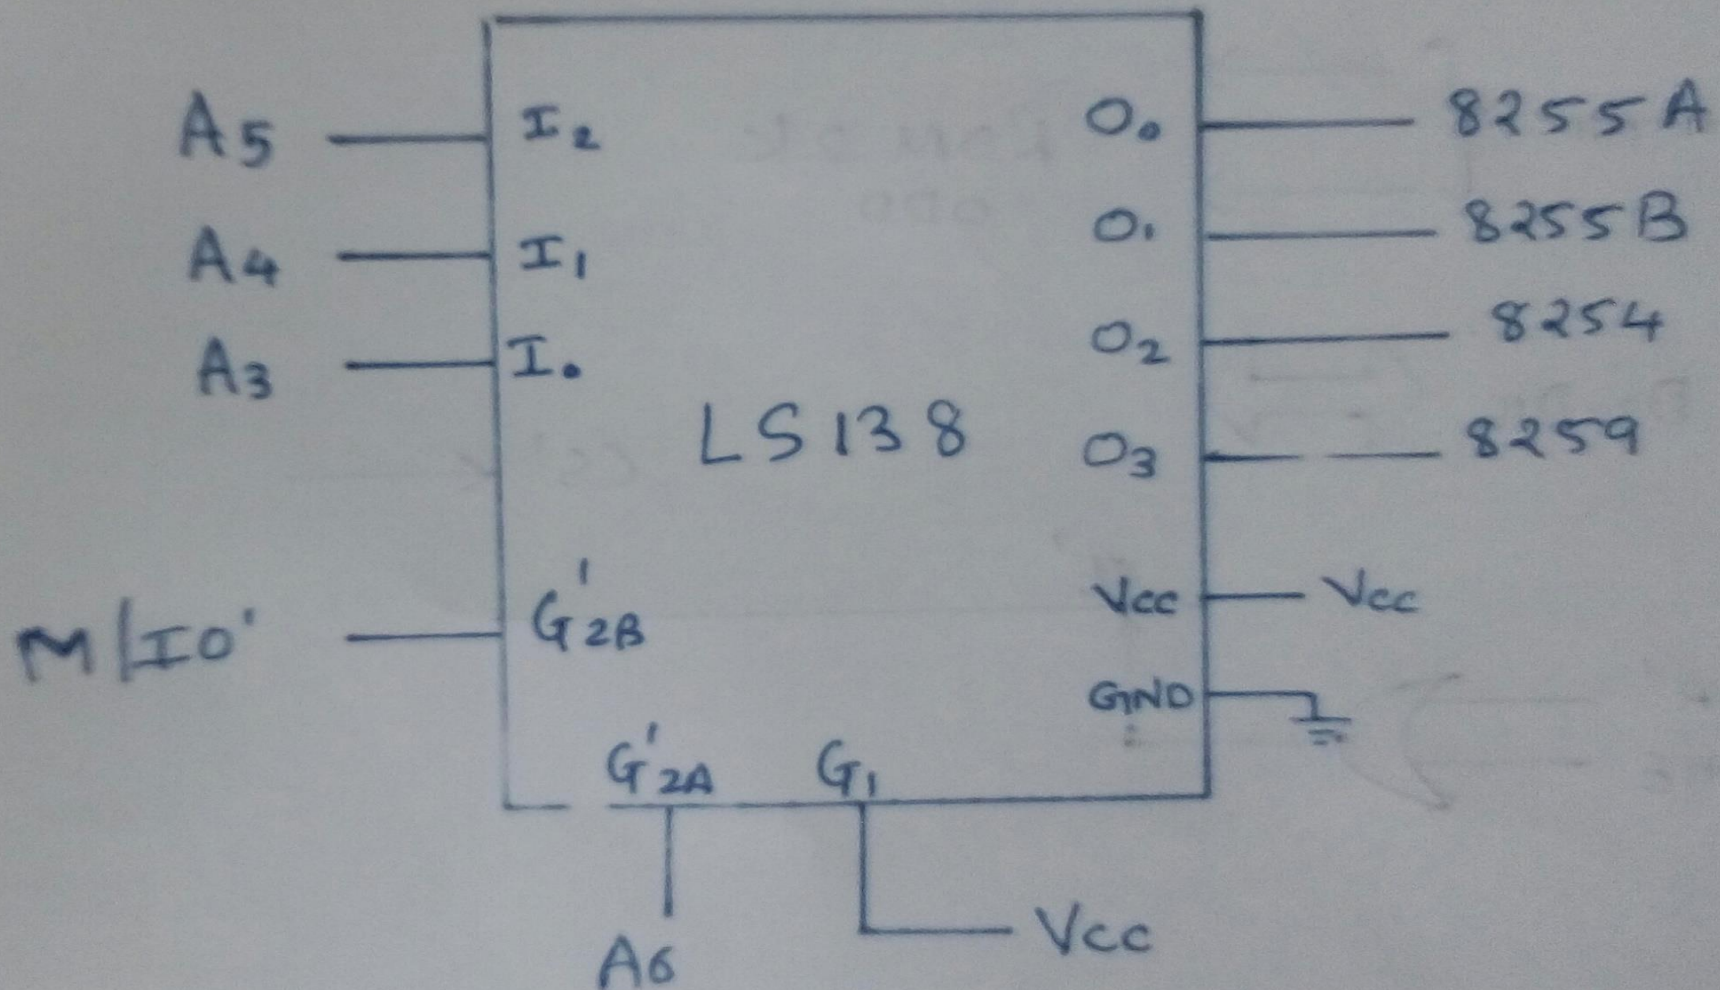 A5 I2 O0 8255A
A4 I1 O1 8255B
A3 I0 O2 8254
LS138 O3 8259
M/IO' G'2B Vcc Vcc
GND
G'2A G1
A6 Vcc